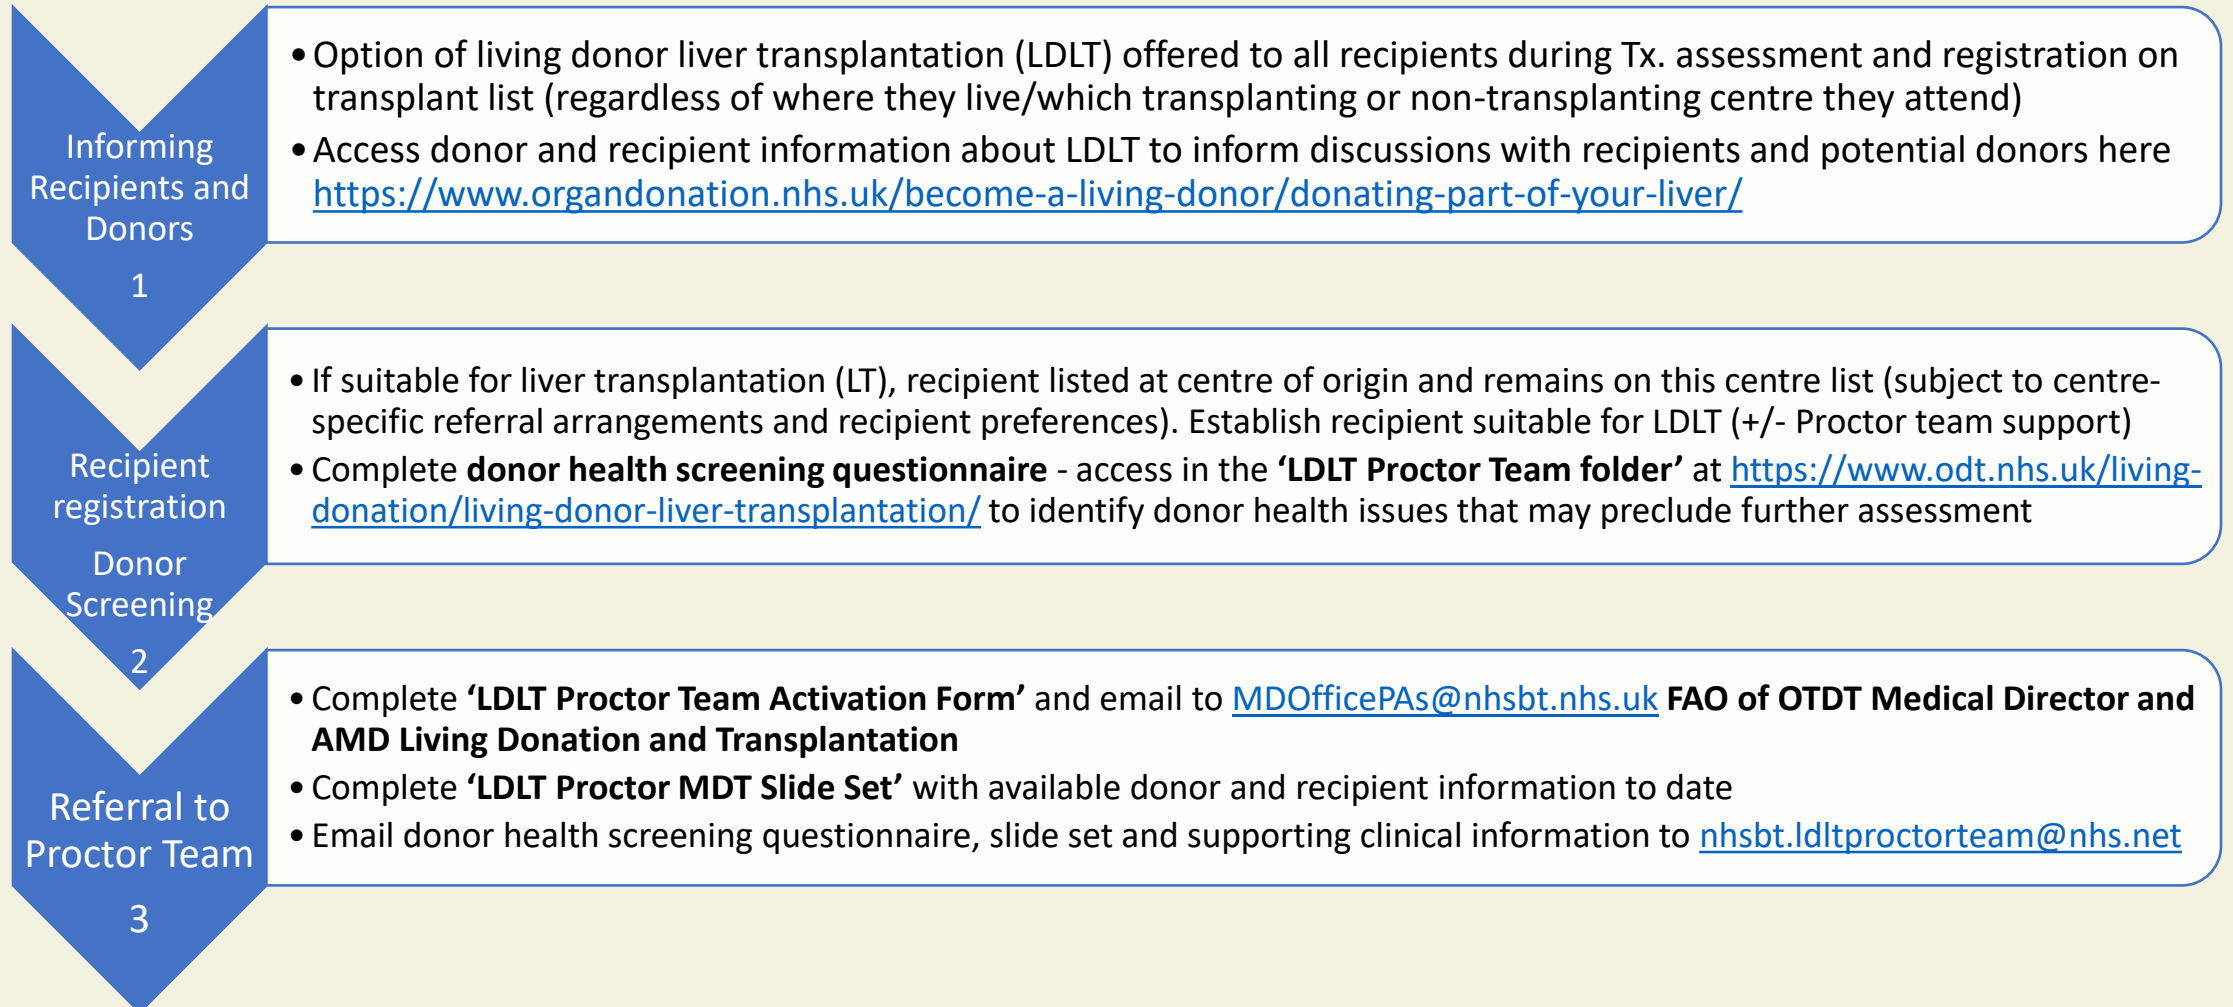 Informing
Recipients and
Donors
1
•Option of living donor liver transplantation (LDLT) offered to all recipients during Tx. assessment and registration on
transplant list (regardless of where they live/which transplanting or non-transplanting centre they attend)
•Access donor and recipient information about LDLT to inform discussions with recipients and potential donors here
https://www.organdonation.nhs.uk/become-a-living-donor/donating-part-of-your-liver/
Recipient
registration
Donor
Screening
2
•If suitable for liver transplantation (LT), recipient listed at centre of origin and remains on this centre list (subject to centre-
specific referral arrangements and recipient preferences). Establish recipient suitable for LDLT (+/- Proctor team support)
•Complete donor health screening questionnaire - access in the ‘LDLT Proctor Team folder’ at https://www.odt.nhs.uk/living-
donation/living-donor-liver-transplantation/ to identify donor health issues that may preclude further assessment
Referral to
Proctor Team
3
•Complete ‘LDLT Proctor Team Activation Form’ and email to MDOfficePAs@nhsbt.nhs.uk FAO of OTDT Medical Director and
AMD Living Donation and Transplantation
•Complete ‘LDLT Proctor MDT Slide Set’ with available donor and recipient information to date
•Email donor health screening questionnaire, slide set and supporting clinical information to nhsbt.ldltproctorteam@nhs.net